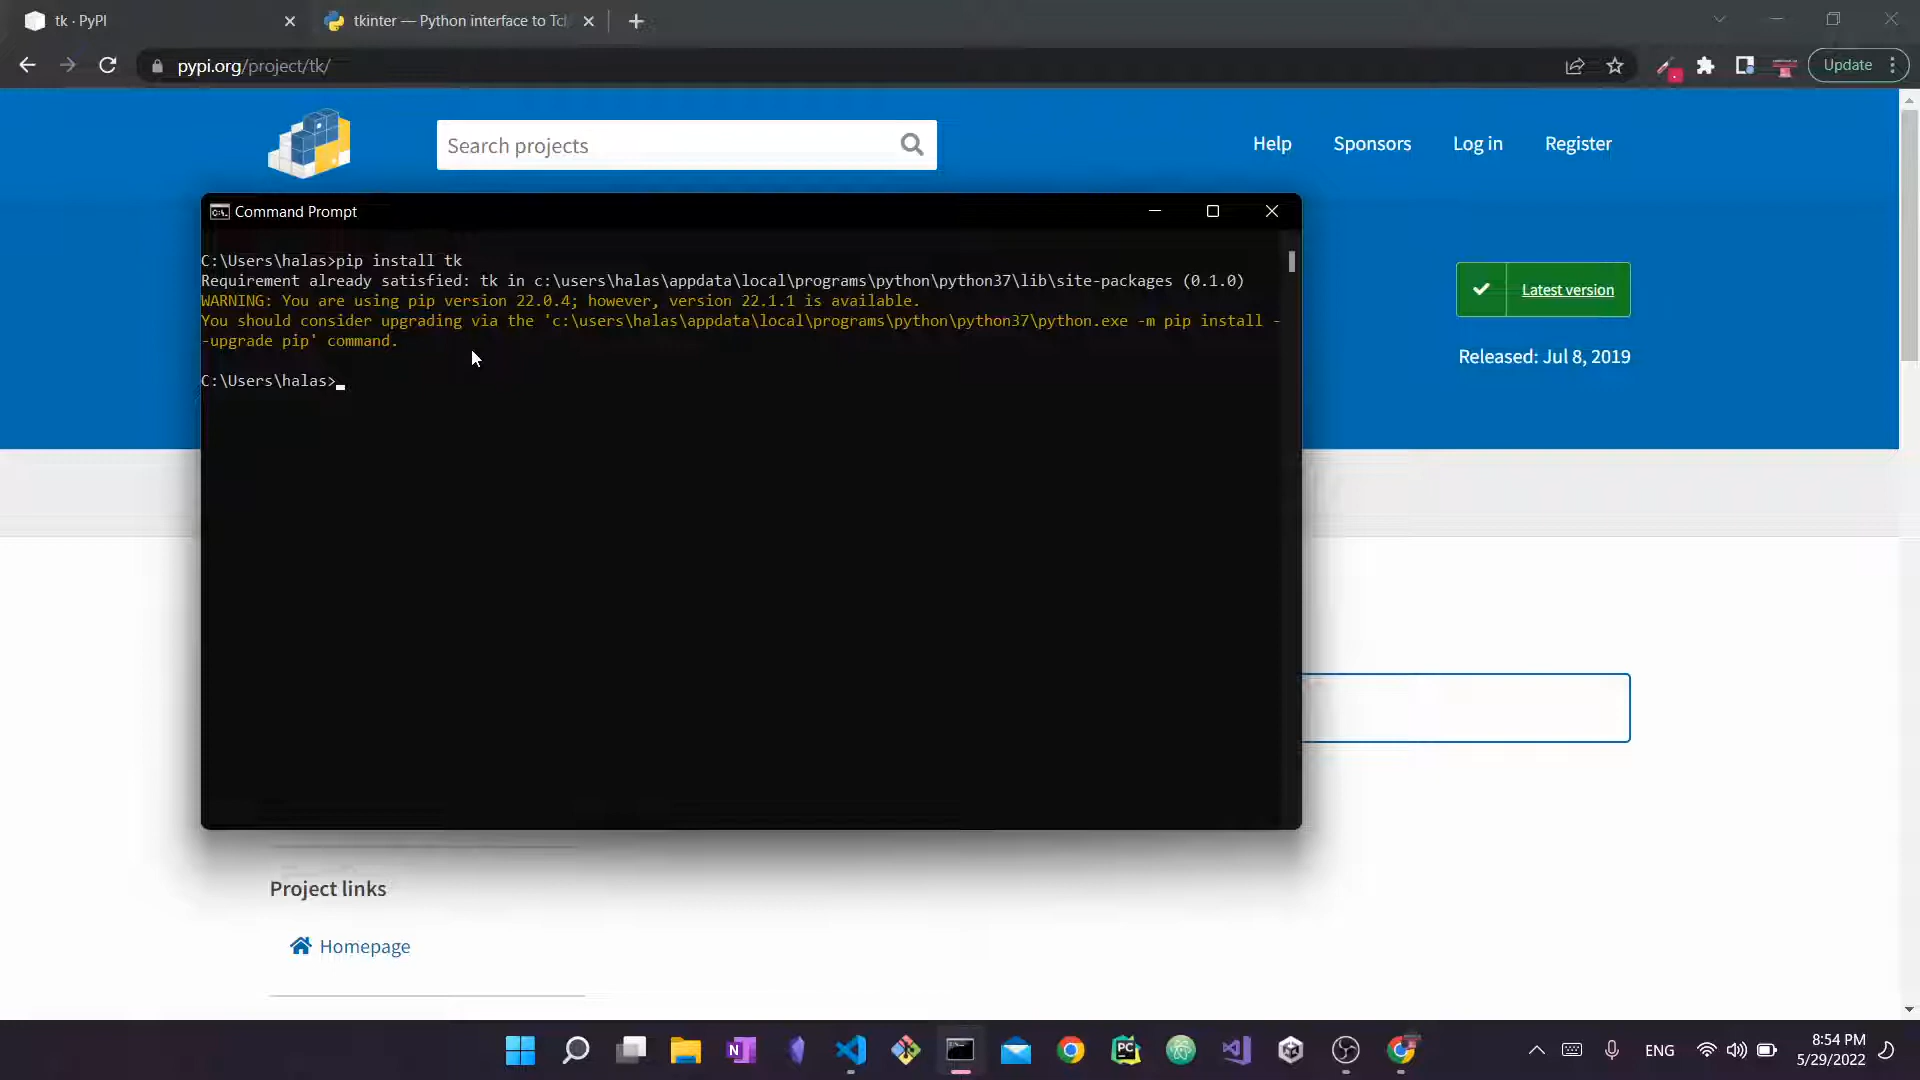 tk · PyPI
tkinter — Python interface to Tcl
pypi.org/project/tk/
Update
Search projects
Help
Sponsors
Log in
Register
Command Prompt
C:\Users\halas>pip install tk
Requirement already satisfied: tk in c:\users\halas\appdata\local\programs\python\python37\lib\site-packages (0.1.0)
WARNING: You are using pip version 22.0.4; however, version 22.1.1 is available.
You should consider upgrading via the 'c:\users\halas\appdata\local\programs\python\python37\python.exe -m pip install -
-upgrade pip' command.
C:\Users\halas>
Latest version
Released: Jul 8, 2019
Project links
Homepage
ENG
8:54 PM
5/29/2022